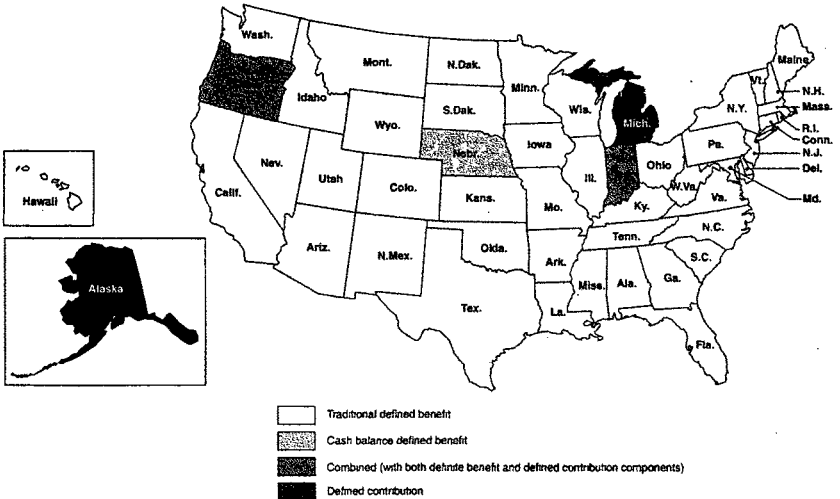 Wash.
Mont.
N.Dak.
Minn.
Maine
Vt.
N.H.
Mass.
Idaho
S.Dak.
Wis.
Mich.
N.Y.
R.I.
Conn.
Wyo.
Iowa
Pa.
N.J.
Nebr.
Ohio
Del.
Nev.
Utah
Colo.
Ill.
W.Va.
Va.
Md.
Hawaii
Calif.
Kans.
Mo.
Ky.
N.C.
Tenn.
Ariz.
N.Mex.
Okla.
Ark.
S.C.
Alaska
Miss.
Ala.
Ga.
Tex.
La.
Fla.
Traditional defined benefit
Cash balance defined benefit
Combined (with both definite benefit and defined contribution components)
Defined contribution